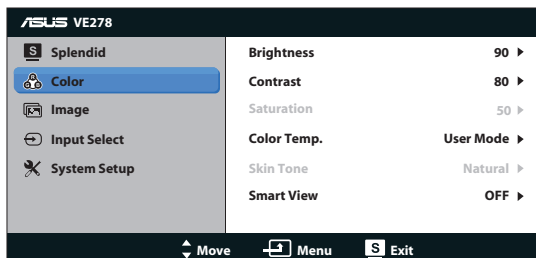 ASUS VE278
S Splendid
Color
Image
Input Select
System Setup
Brightness 90
Contrast 80
Saturation 50
Color Temp. User Mode
Skin Tone Natural
Smart View OFF
Move Menu S Exit